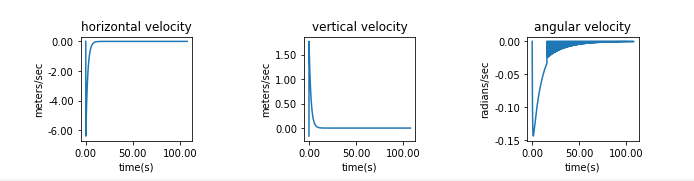 horizontal velocity
meters/sec
0.00
-2.00
-4.00
-6.00
0.00 50.00 100.00
time(s)
vertical velocity
meters/sec
1.50
1.00
0.50
0.00
0.00 50.00 100.00
time(s)
angular velocity
radians/sec
0.00
-0.05
-0.10
-0.15
0.00 50.00 100.00
time(s)